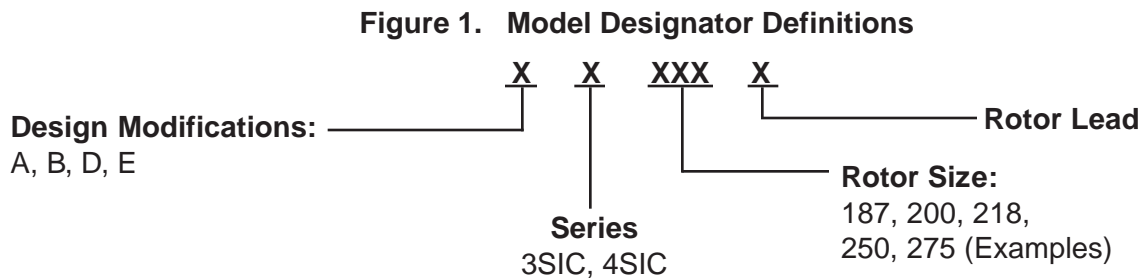 Figure 1. Model Designator Definitions
X X XXX X
Design Modifications:
A, B, D, E
Rotor Lead
Rotor Size:
187, 200, 218,
250, 275 (Examples)
Series
3SIC, 4SIC